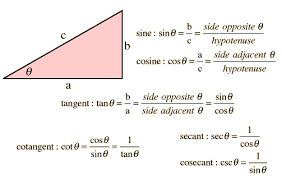 c
b
θ
a
sine : sinθ = b/c = side opposite θ/hypotenuse
cosine : cosθ = a/c = side adjacent θ/hypotenuse
tangent : tanθ = b/a = side opposite θ/side adjacent θ = sinθ/cosθ
cotangent : cotθ = cosθ/sinθ = 1/tanθ
secant : secθ = 1/cosθ
cosecant : cscθ = 1/sinθ